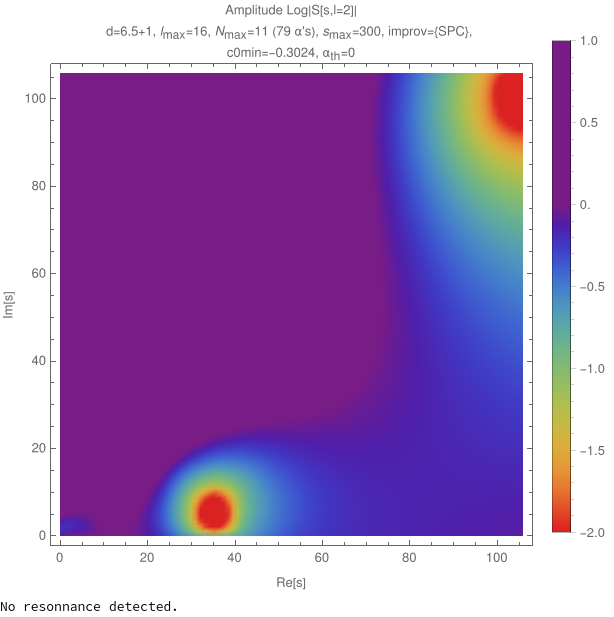 Amplitude Log|S[s,l=2]|
d=6.5+1, lmax=16, Nmax=11 (79 α's), smax=300, improv={SPC},
c0min=−0.3024, αth=0
1.0
0.5
0.
−0.5
−1.0
−1.5
−2.0
100
80
60
40
20
0
Im[s]
0 20 40 60 80 100
Re[s]
No resonnance detected.